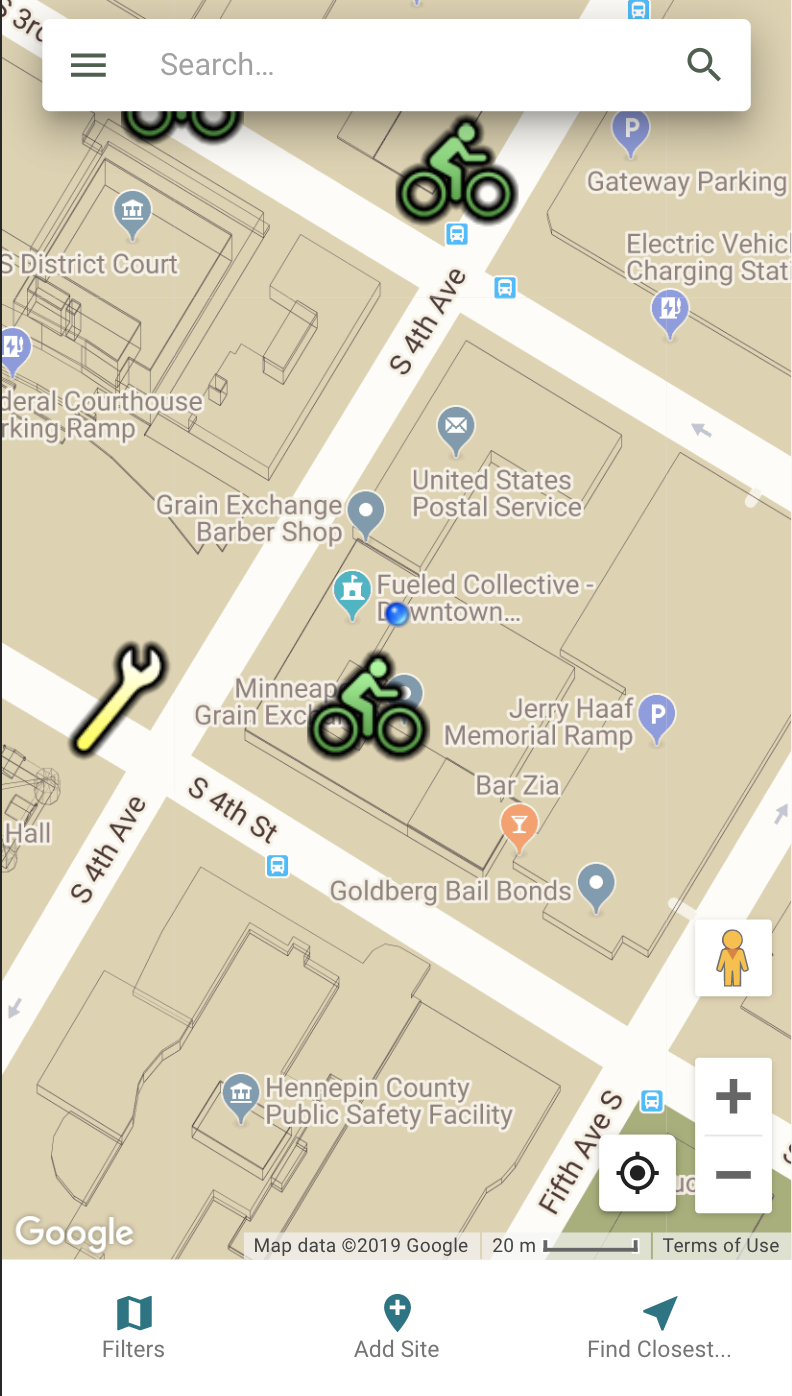 S 3rd
Search...
P
Gateway Parking
S District Court
Electric Vehicl
Charging Stati
S 4th Ave
deral Courthouse
rking Ramp
United States
Postal Service
Grain Exchange
Barber Shop
Fueled Collective -
Downtown...
Minneap
Grain Exch
Jerry Haaf
Memorial Ramp
P
Bar Zia
S 4th St
S 4th Ave
Hall
Goldberg Bail Bonds
Hennepin County
Public Safety Facility
Fifth Ave S
Google
Map data ©2019 Google
20 m
Terms of Use
Filters
Add Site
Find Closest...